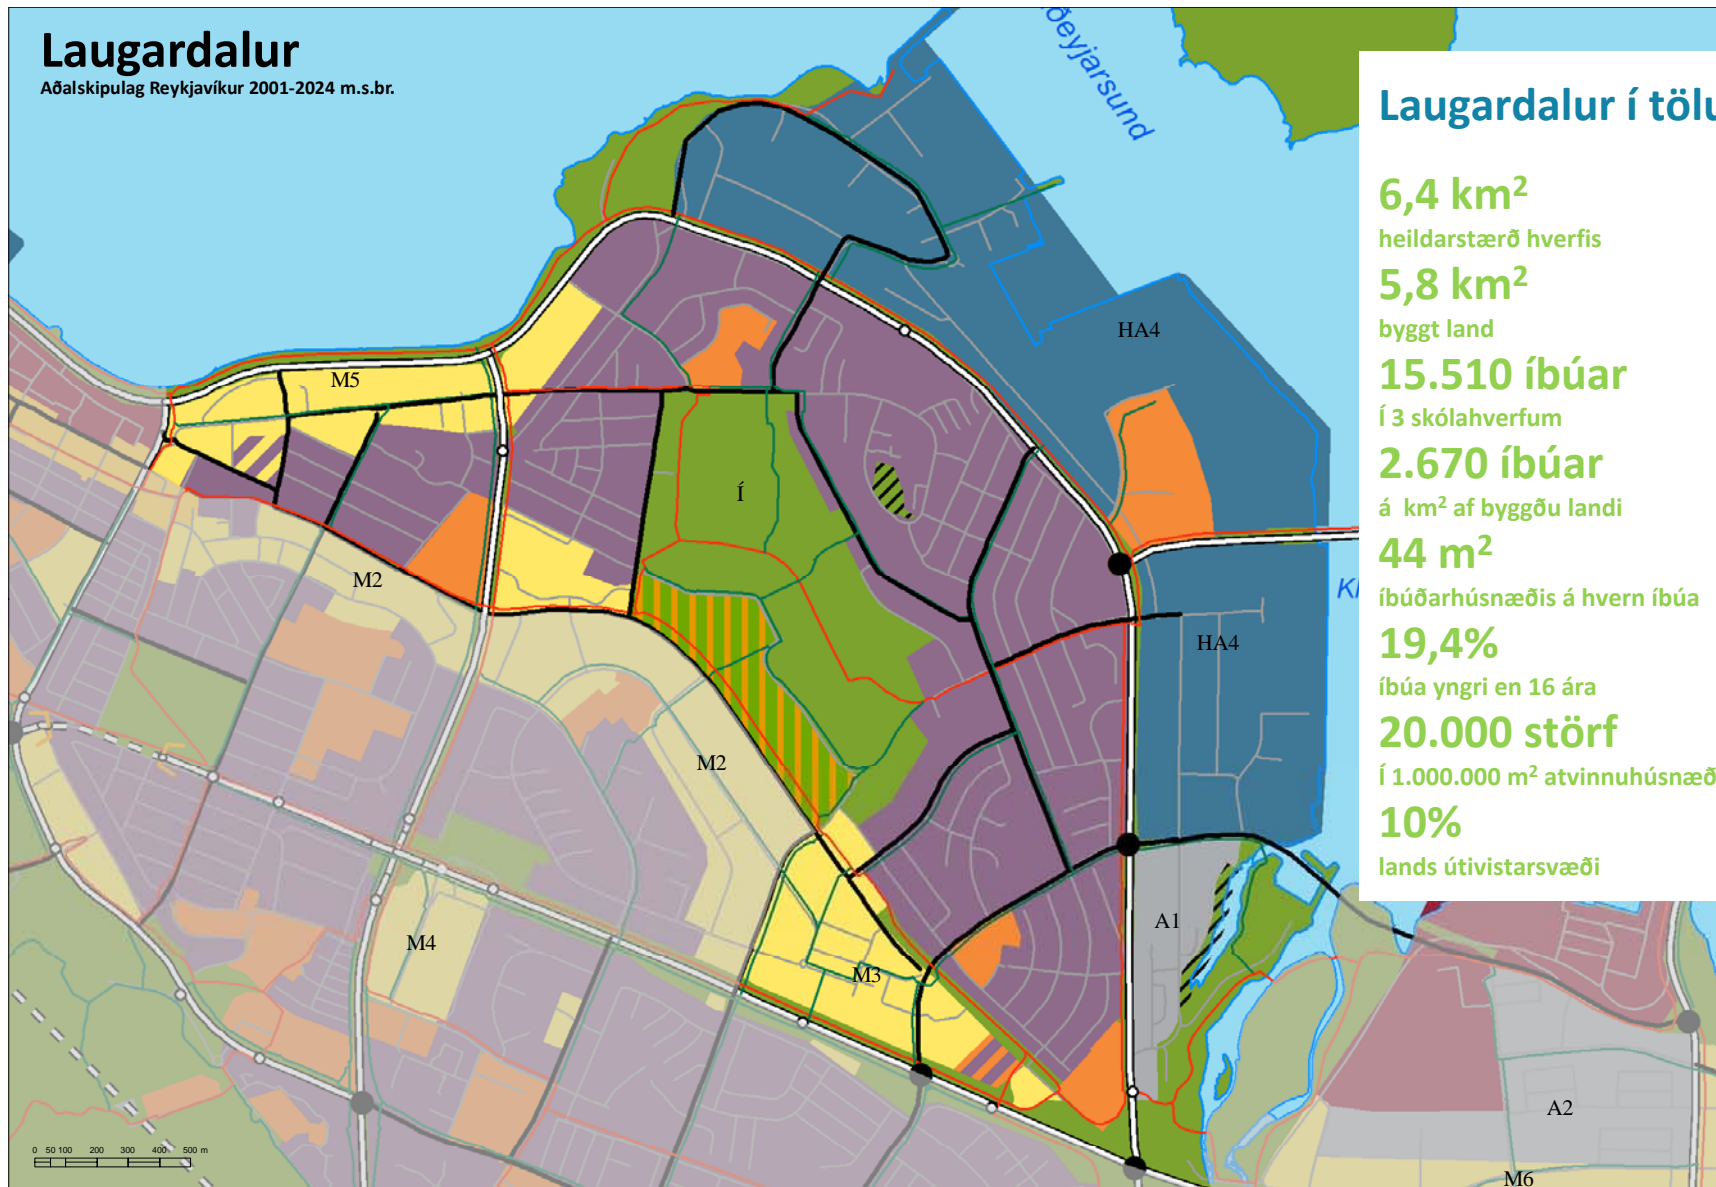 Laugardalur
Aðalskipulag Reykjavíkur 2001-2024 m.s.br.
ðeyjarsund
Laugardalur í tölu
6,4 km²
heildarstærð hverfis
5,8 km²
byggt land
15.510 íbúar
Í 3 skólahverfum
2.670 íbúar
á km² af byggðu landi
44 m²
íbúðarhúsnæðis á hvern íbúa
19,4%
íbúa yngri en 16 ára
20.000 störf
Í 1.000.000 m² atvinnuhúsnæð
10%
lands útivistarsvæði
HA4
M5
Í
M2
Kl
HA4
M2
A1
M4
M3
A2
M6
0 50 100 200 300 400 500 m